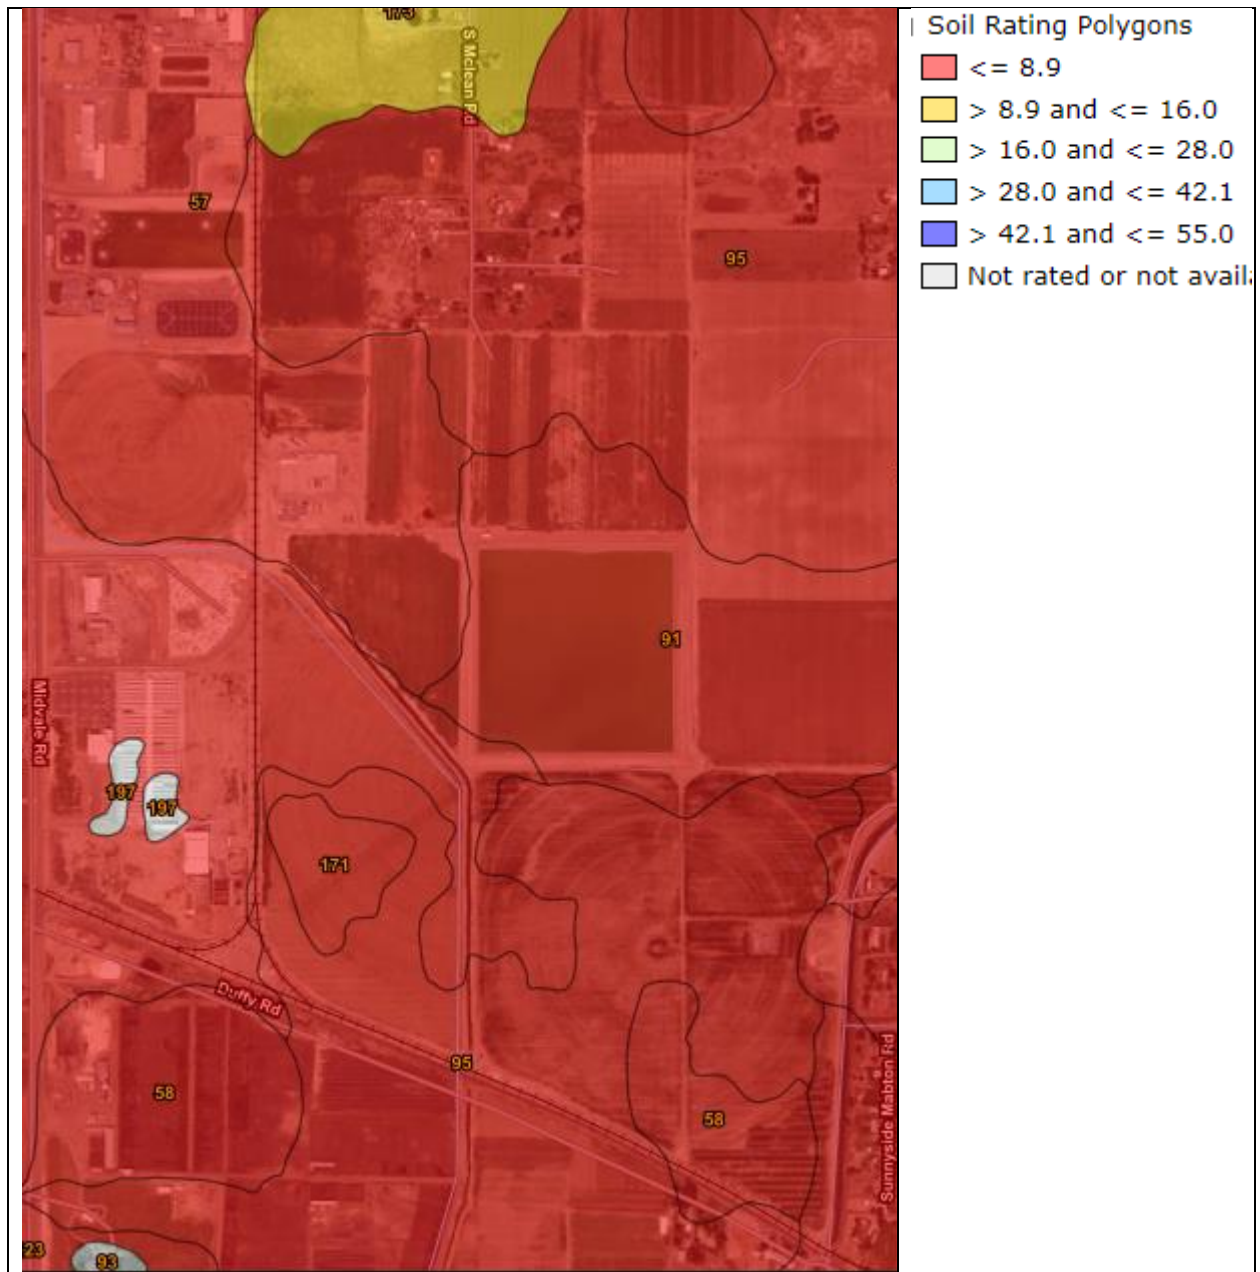 173
S Mclean Rd
57
95
91
Midvale Rd
197
197
171
Duffy Rd
95
58
58
Sunnyside Mabton Rd
23
93
Soil Rating Polygons
<= 8.9
> 8.9 and <= 16.0
> 16.0 and <= 28.0
> 28.0 and <= 42.1
> 42.1 and <= 55.0
Not rated or not avail